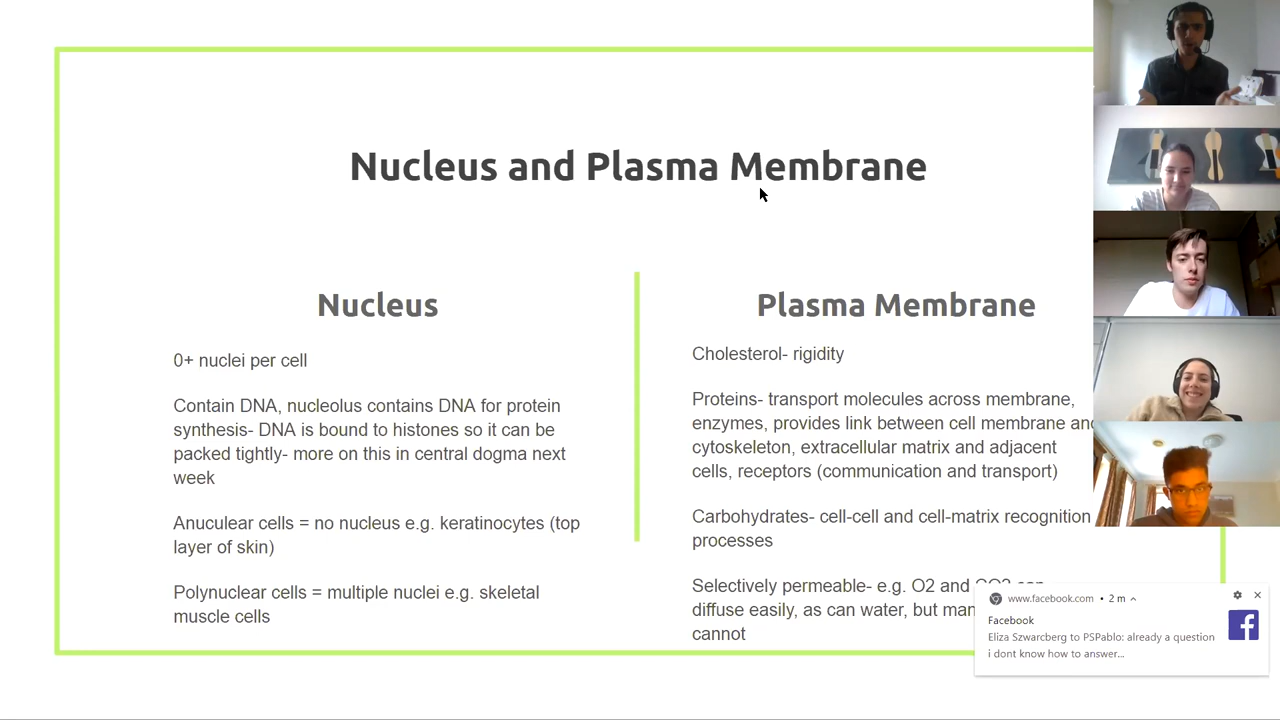 Nucleus and Plasma Membrane
Nucleus
0+ nuclei per cell
Contain DNA, nucleolus contains DNA for protein
synthesis- DNA is bound to histones so it can be
packed tightly- more on this in central dogma next
week
Anuculear cells = no nucleus e.g. keratinocytes (top
layer of skin)
Polynuclear cells = multiple nuclei e.g. skeletal
muscle cells
Plasma Membrane
Cholesterol- rigidity
Proteins- transport molecules across membrane,
enzymes, provides link between cell membrane and
cytoskeleton, extracellular matrix and adjacent
cells, receptors (communication and transport)
Carbohydrates- cell-cell and cell-matrix recognition
processes
Selectively permeable- e.g. O2 and CO2 can
diffuse easily, as can water, but
cannot
www.facebook.com • 2 m
Facebook
Eliza Szwarcberg to PSPablo: already a question
i dont know how to answer...